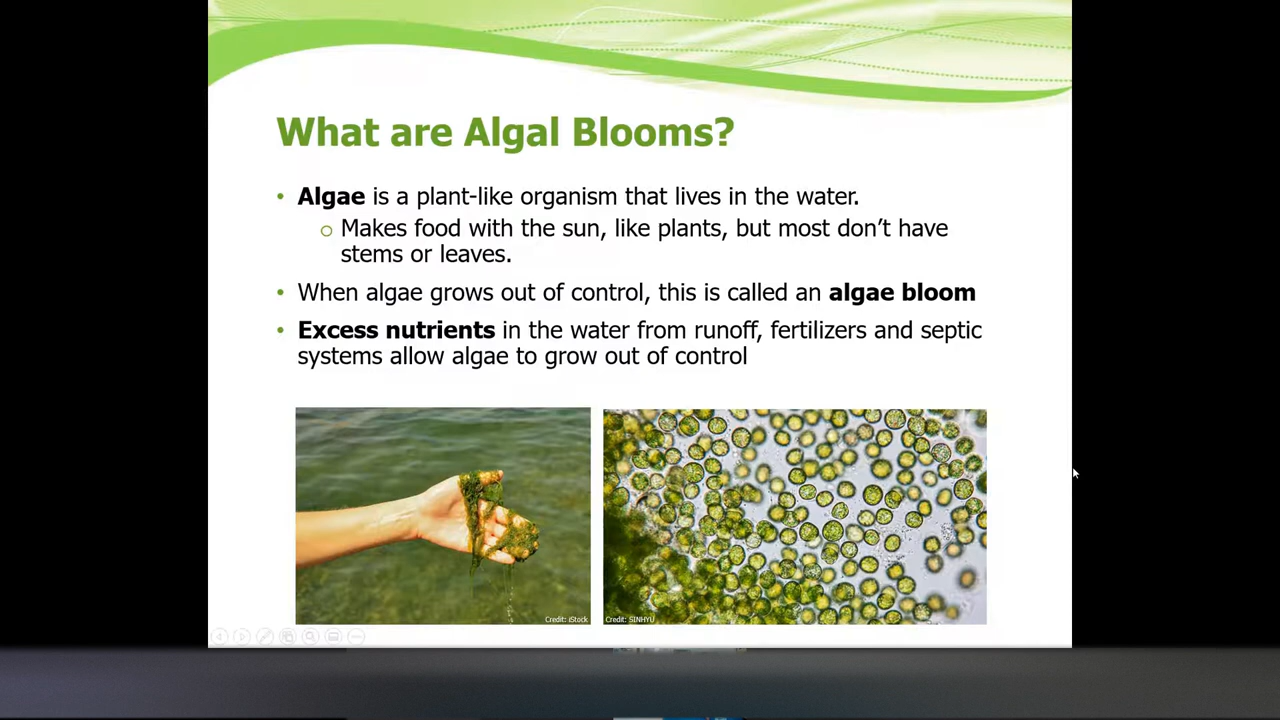 What are Algal Blooms?
• Algae is a plant-like organism that lives in the water.
o Makes food with the sun, like plants, but most don’t have
stems or leaves.
• When algae grows out of control, this is called an algae bloom
• Excess nutrients in the water from runoff, fertilizers and septic
systems allow algae to grow out of control
Credit: iStock
Credit: SINHYU